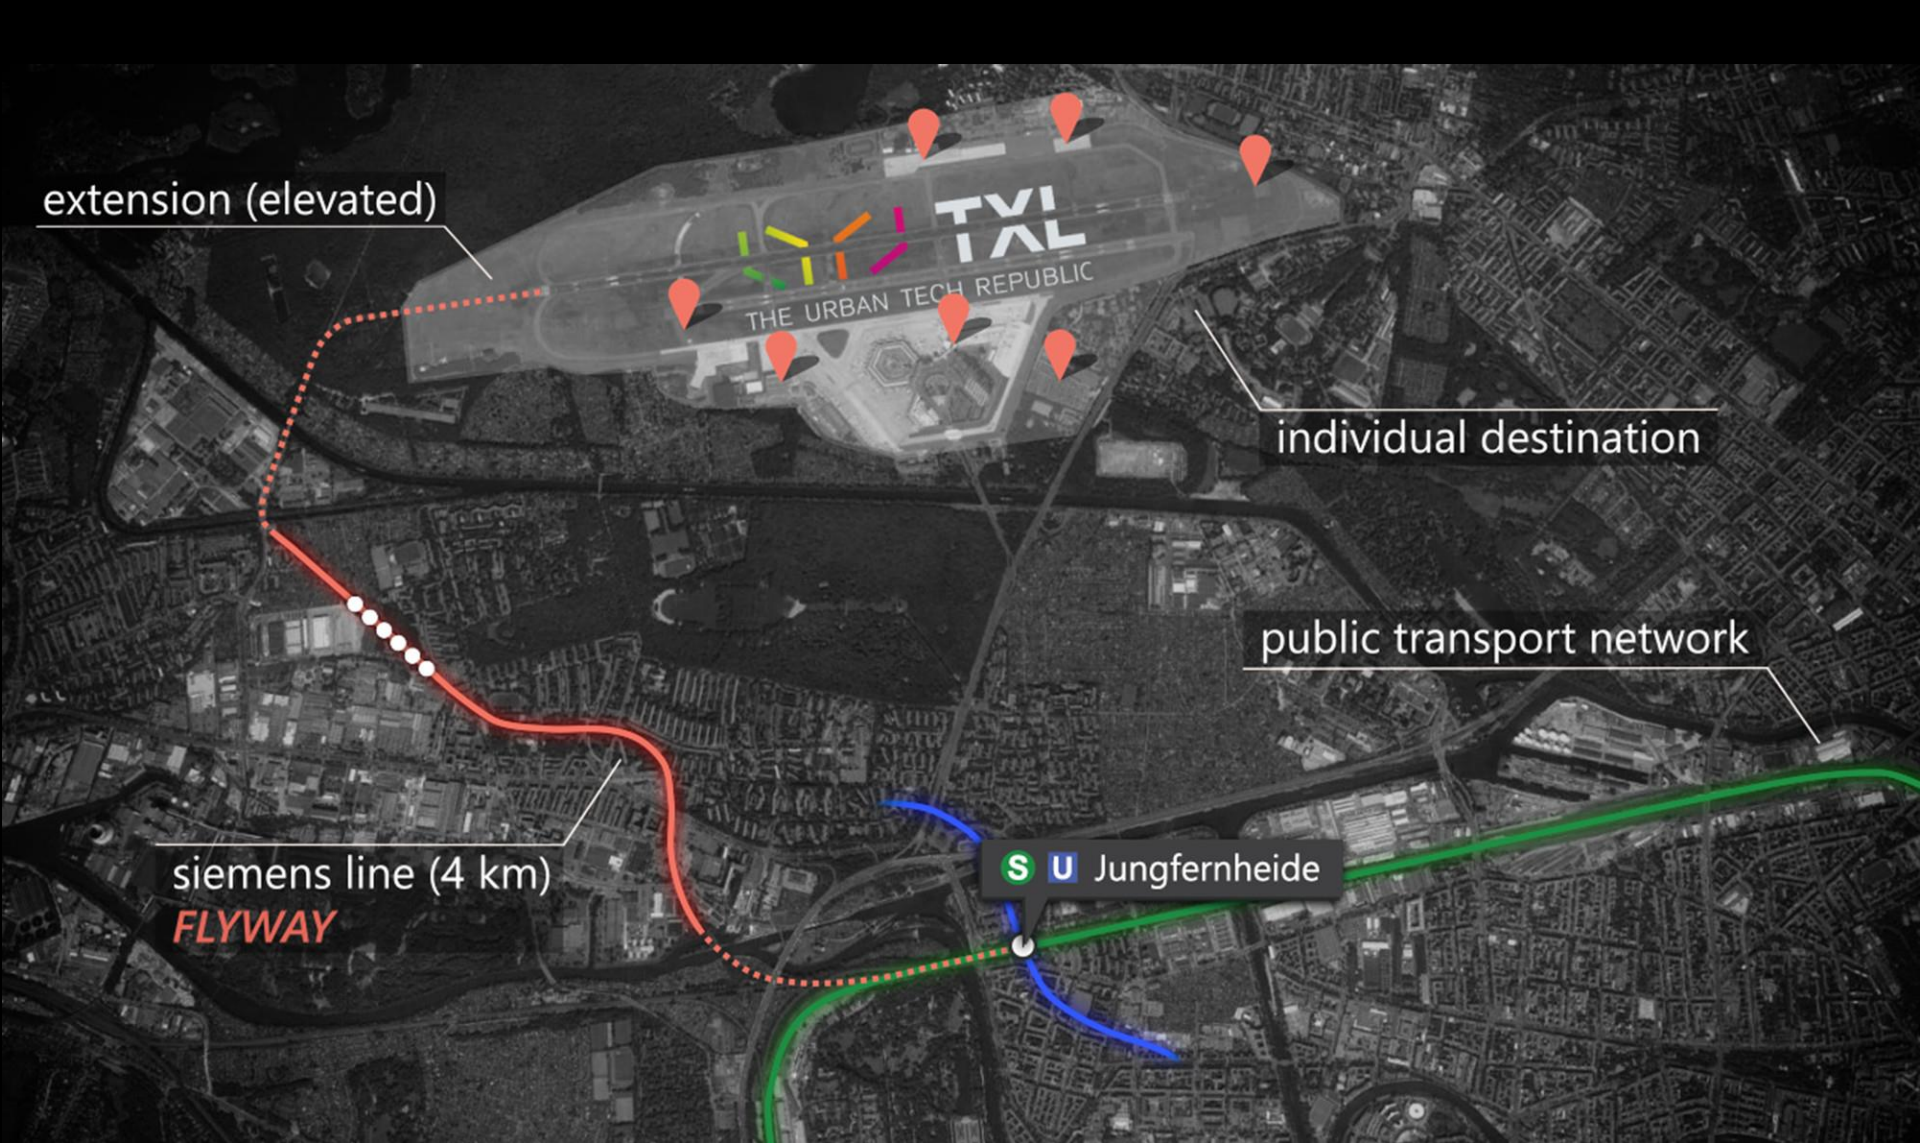 extension (elevated)
TXL
THE URBAN TECH REPUBLIC
individual destination
public transport network
siemens line (4 km)
FLYWAY
S U Jungfernheide